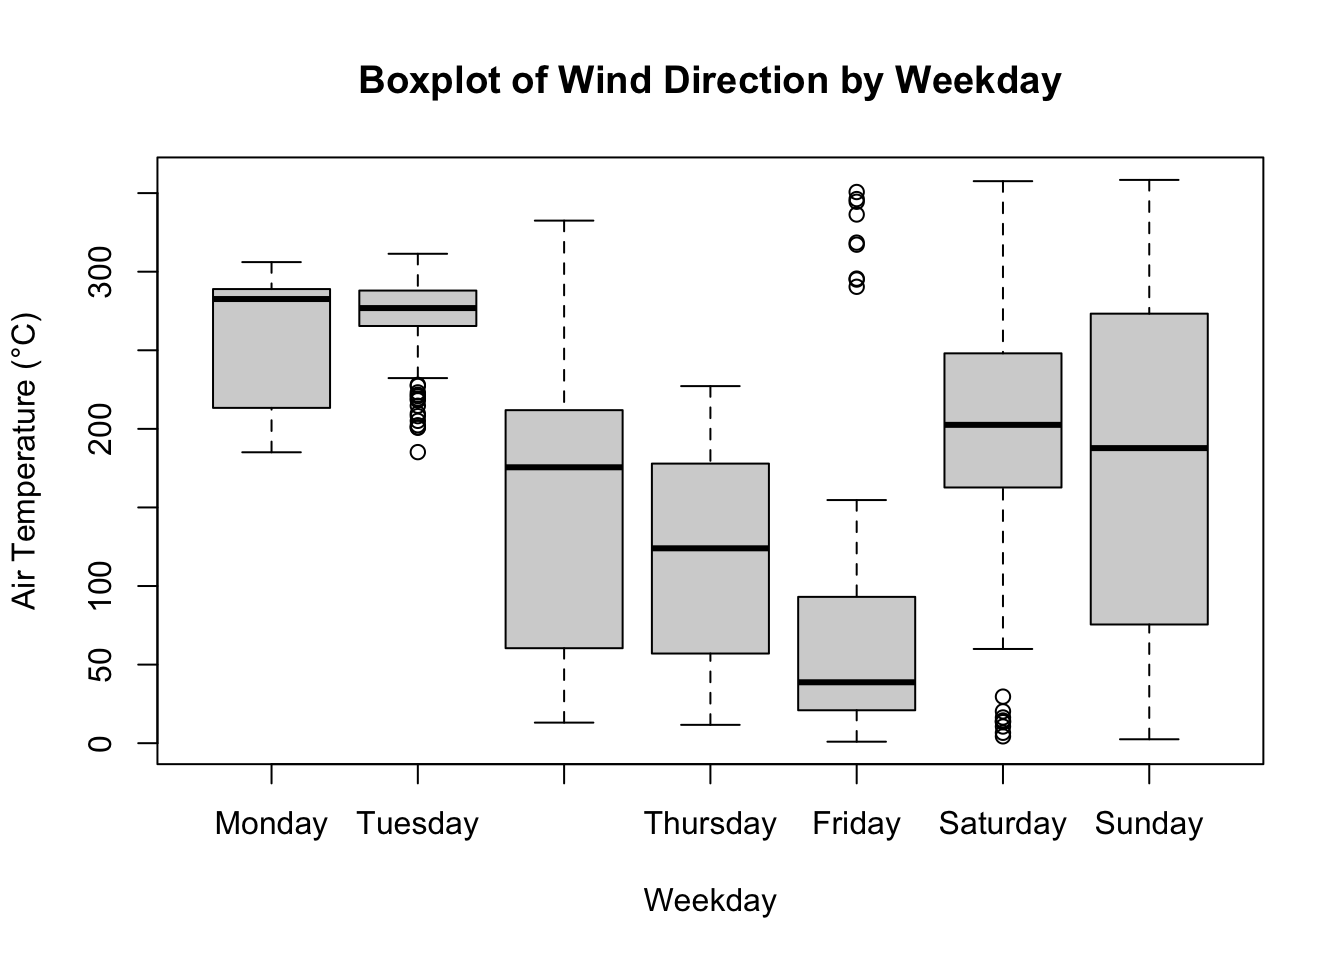 Boxplot of Wind Direction by Weekday
Air Temperature (°C)
300
200
100
50
0
Monday Tuesday Thursday Friday Saturday Sunday
Weekday